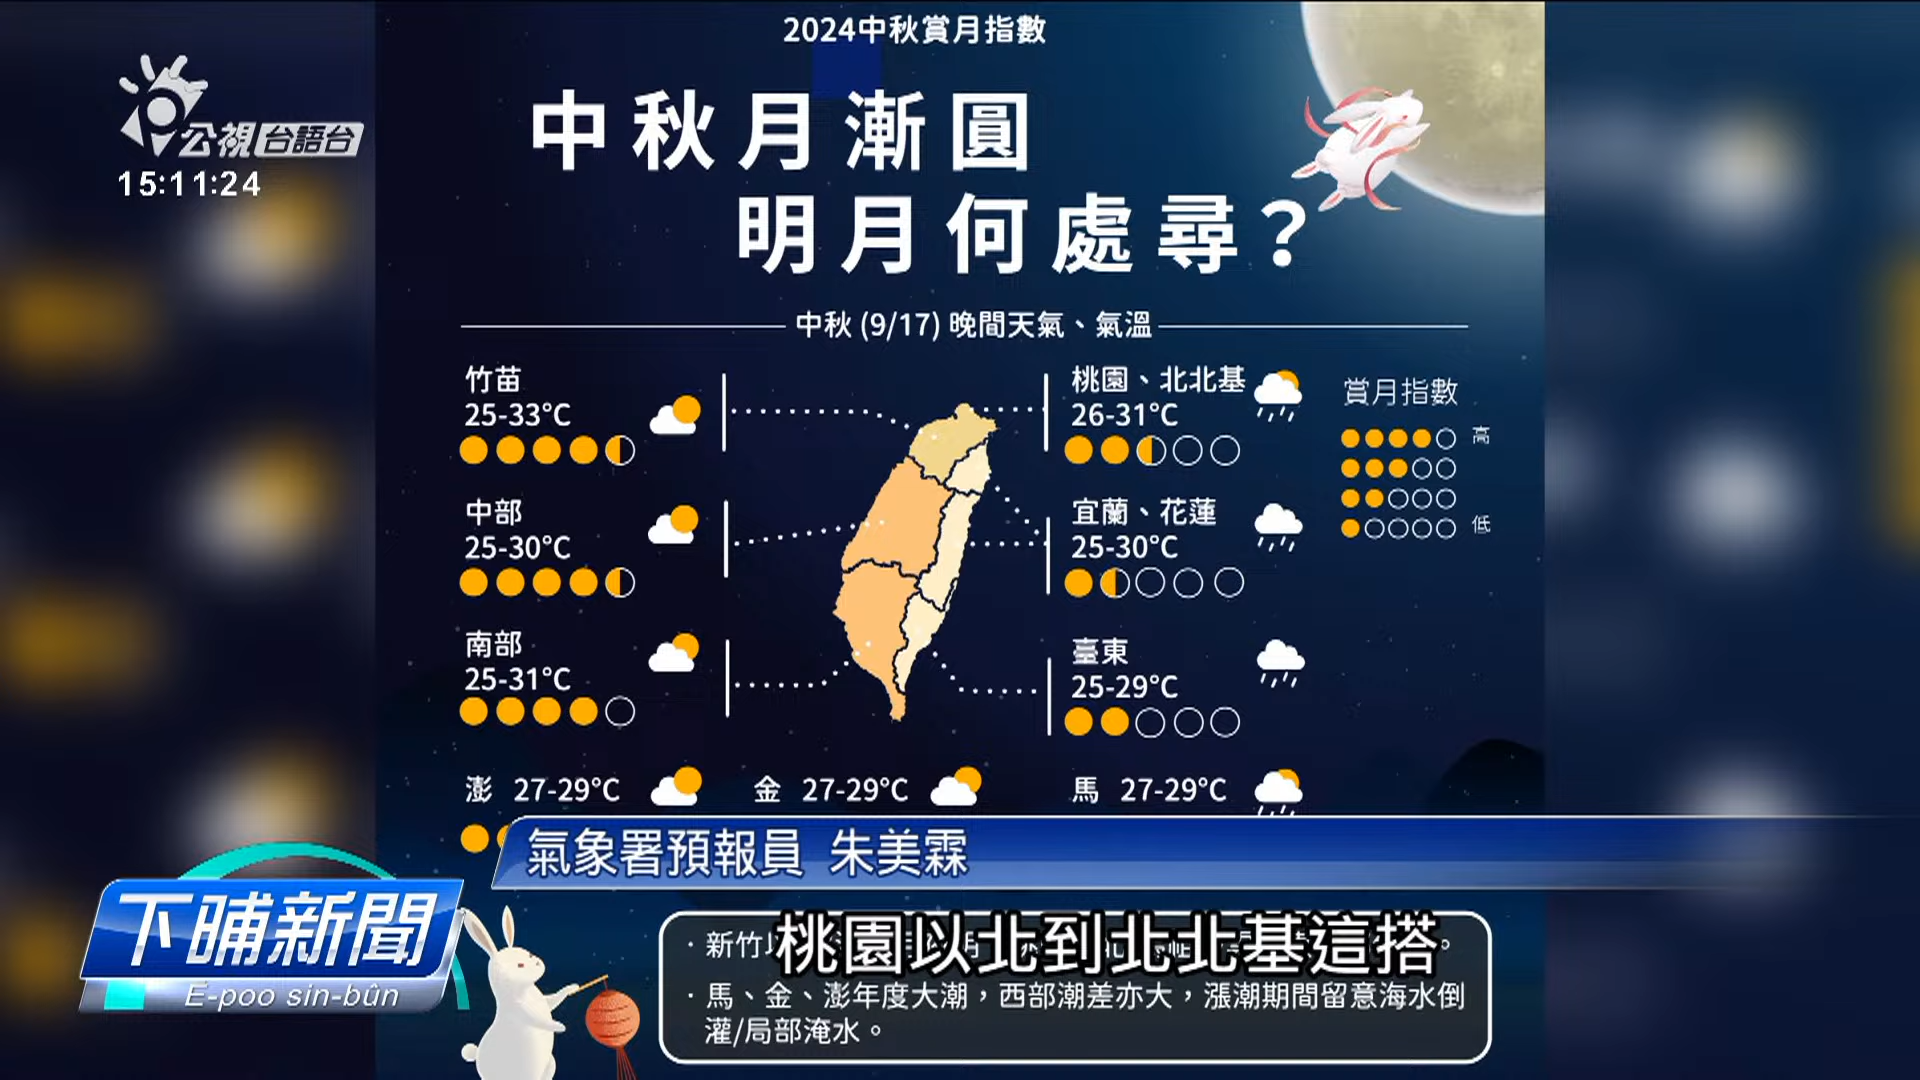 2024中秋賞月指數
公視台語台
15:11:24
中秋月漸圓
明月何處尋?
中秋 (9/17) 晚間天氣、氣溫
竹苗
25-33°C
桃園、北北基
26-31°C
賞月指數
高
低
中部
25-30°C
宜蘭、花蓮
25-30°C
南部
25-31°C
臺東
25-29°C
澎 27-29°C
金 27-29°C
馬 27-29°C
氣象署預報員 朱美霖
下晡新聞
E-poo sin-bûn
桃園以北到北北基這搭
·新竹
·馬、金、澎年度大潮，西部潮差亦大，漲潮期間留意海水倒
灌/局部淹水。